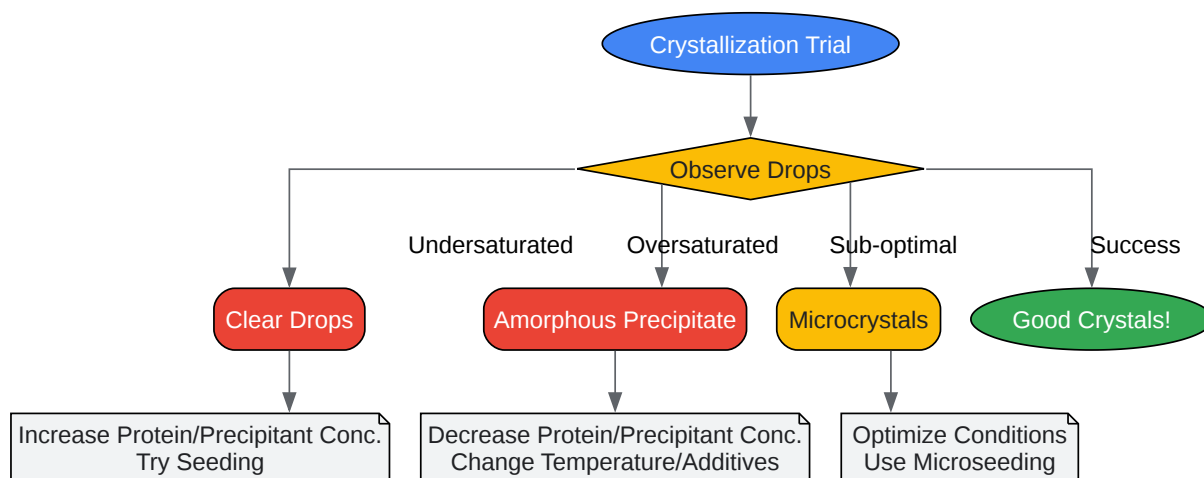 Crystallization Trial
Observe Drops
Undersaturated
Oversaturated
Sub-optimal
Success
Clear Drops
Amorphous Precipitate
Microcrystals
Good Crystals!
Increase Protein/Precipitant Conc.
Try Seeding
Decrease Protein/Precipitant Conc.
Change Temperature/Additives
Optimize Conditions
Use Microseeding